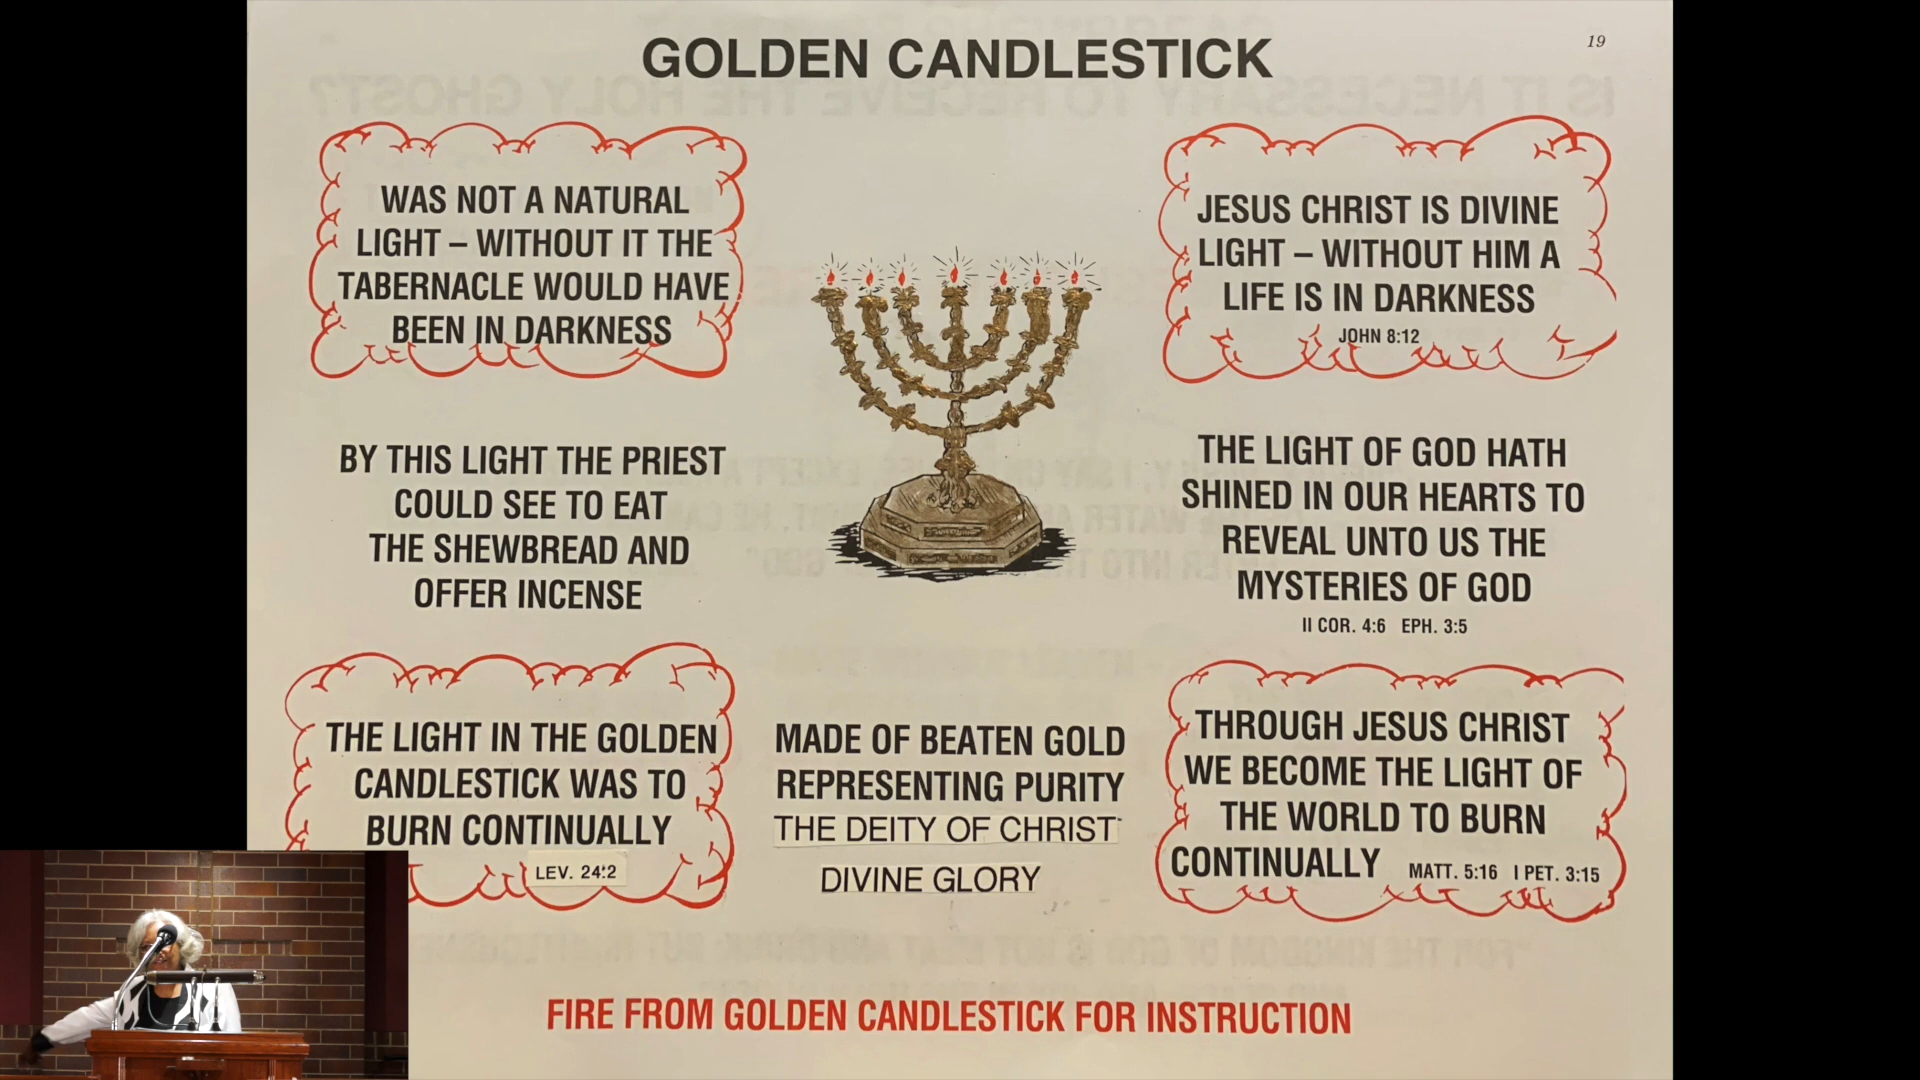 GOLDEN CANDLESTICK
19
WAS NOT A NATURAL
LIGHT – WITHOUT IT THE
TABERNACLE WOULD HAVE
BEEN IN DARKNESS
JESUS CHRIST IS DIVINE
LIGHT – WITHOUT HIM A
LIFE IS IN DARKNESS
JOHN 8:12
BY THIS LIGHT THE PRIEST
COULD SEE TO EAT
THE SHEWBREAD AND
OFFER INCENSE
THE LIGHT OF GOD HATH
SHINED IN OUR HEARTS TO
REVEAL UNTO US THE
MYSTERIES OF GOD
II COR. 4:6 EPH. 3:5
THE LIGHT IN THE GOLDEN
CANDLESTICK WAS TO
BURN CONTINUALLY
LEV. 24:2
MADE OF BEATEN GOLD
REPRESENTING PURITY
THE DEITY OF CHRIST
DIVINE GLORY
THROUGH JESUS CHRIST
WE BECOME THE LIGHT OF
THE WORLD TO BURN
CONTINUALLY MATT. 5:16 I PET. 3:15
FIRE FROM GOLDEN CANDLESTICK FOR INSTRUCTION